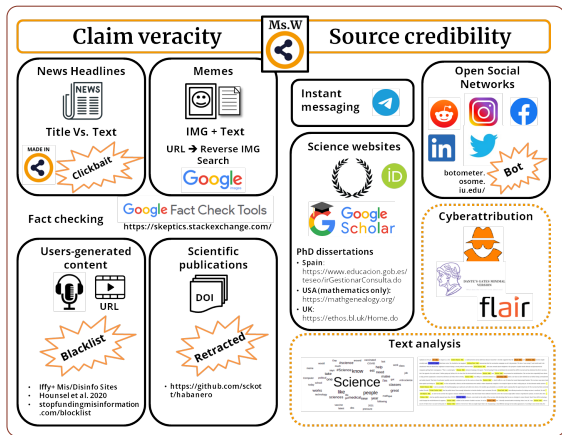 Claim veracity
Ms.W
Source credibility
News Headlines
NEWS
Title Vs. Text
MADE IN
Clickbait
Memes
IMG + Text
URL → Reverse IMG
Search
Google
Fact checking
Google Fact Check Tools
https://skeptics.stackexchange.com/
Users-generated
content
URL
Blacklist
• Iffy+ Mis/Disinfo Sites
• Hounsel et al. 2020
• stopfundingmisinformation
.com/blocklist
Scientific
publications
DOI
Retracted
• https://github.com/sckot
t/habanero
Instant
messaging
Science websites
iD
Google
Scholar
PhD dissertations
• Spain:
https://www.educacion.gob.es/
teseo/irGestionarConsulta.do
• USA (mathematics only):
https://mathgenealogy.org/
• UK:
https://ethos.bl.uk/Home.do
Open Social
Networks
in
botometer.
osome.
iu.edu/
Bot
Cyberattribution
flair
Text analysis
Science
people
like
know